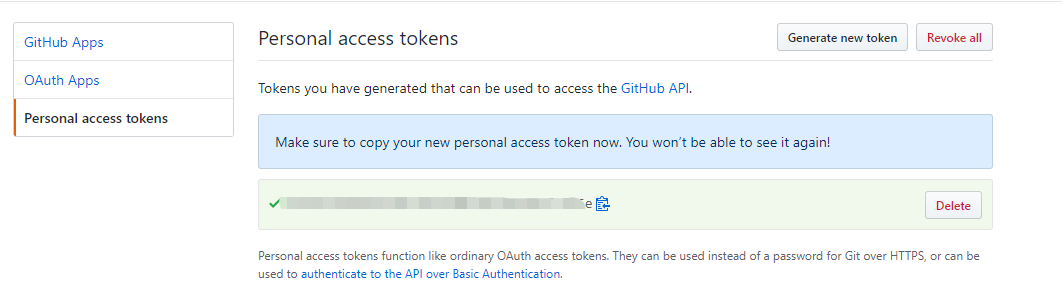 GitHub Apps
OAuth Apps
Personal access tokens
Personal access tokens
Generate new token
Revoke all
Tokens you have generated that can be used to access the GitHub API.
Make sure to copy your new personal access token now. You won’t be able to see it again!
Delete
Personal access tokens function like ordinary OAuth access tokens. They can be used instead of a password for Git over HTTPS, or can be
used to authenticate to the API over Basic Authentication.